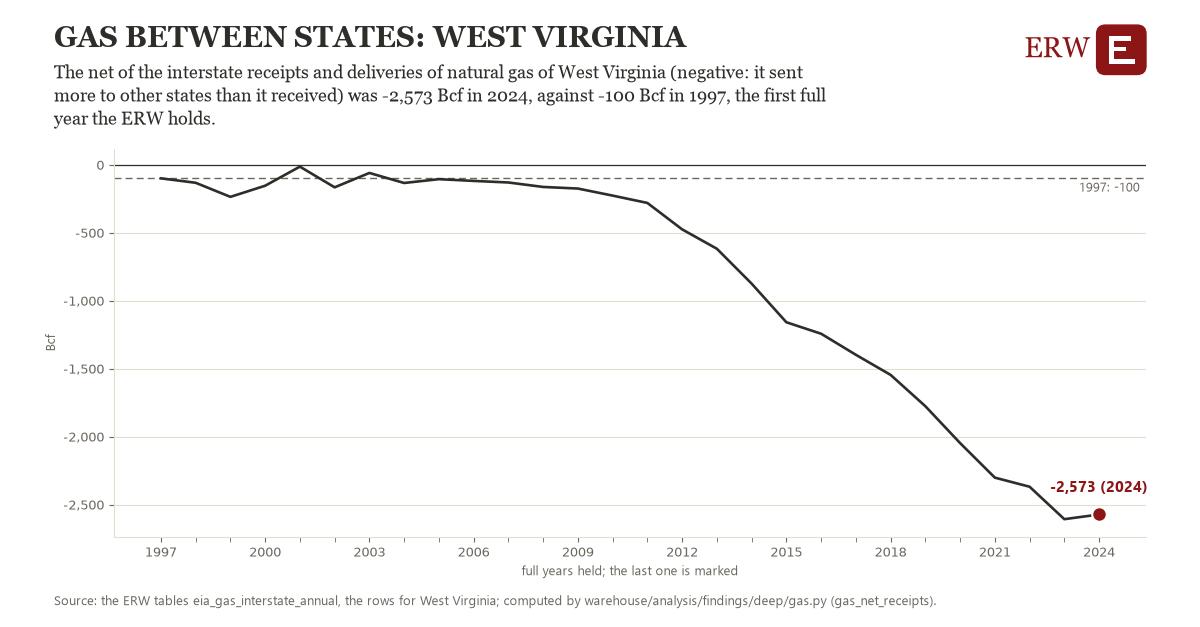 GAS BETWEEN STATES: WEST VIRGINIA
ERW E
The net of the interstate receipts and deliveries of natural gas of West Virginia (negative: it sent
more to other states than it received) was -2,573 Bcf in 2024, against -100 Bcf in 1997, the first full
year the ERW holds.
0
1997: -100
-500
-1,000
Bcf
-1,500
-2,000
-2,573 (2024)
-2,500
1997 2000 2003 2006 2009 2012 2015 2018 2021 2024
full years held; the last one is marked
Source: the ERW tables eia_gas_interstate_annual, the rows for West Virginia; computed by warehouse/analysis/findings/deep/gas.py (gas_net_receipts).